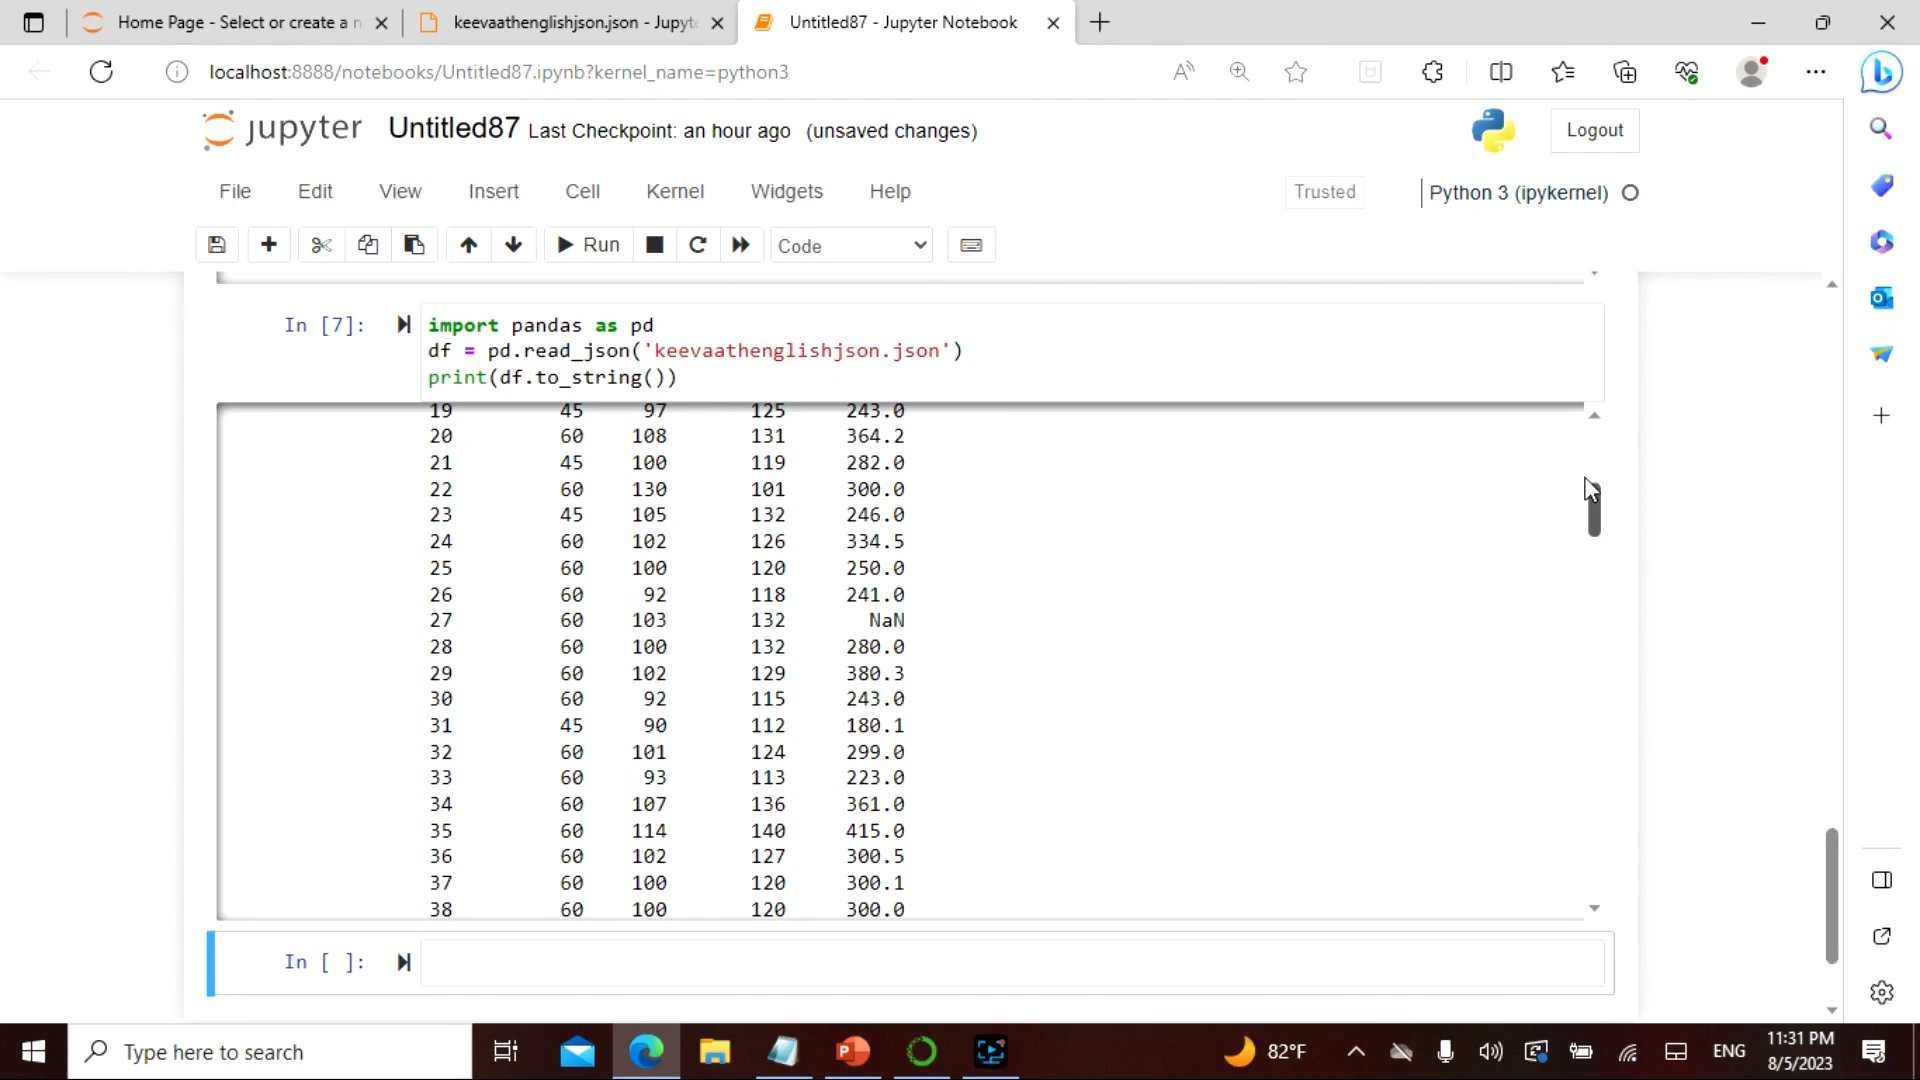 Home Page - Select or create a n
keevaathenglishjson.json - Jupyt
Untitled87 - Jupyter Notebook
localhost:8888/notebooks/Untitled87.ipynb?kernel_name=python3
jupyter Untitled87 Last Checkpoint: an hour ago (unsaved changes)
Logout
File Edit View Insert Cell Kernel Widgets Help
Trusted
Python 3 (ipykernel)
Run
Code
In [7]:
import pandas as pd
df = pd.read_json('keevaathenglishjson.json')
print(df.to_string())
19 45 97 125 243.0
20 60 108 131 364.2
21 45 100 119 282.0
22 60 130 101 300.0
23 45 105 132 246.0
24 60 102 126 334.5
25 60 100 120 250.0
26 60 92 118 241.0
27 60 103 132 NaN
28 60 100 132 280.0
29 60 102 129 380.3
30 60 92 115 243.0
31 45 90 112 180.1
32 60 101 124 299.0
33 60 93 113 223.0
34 60 107 136 361.0
35 60 114 140 415.0
36 60 102 127 300.5
37 60 100 120 300.1
38 60 100 120 300.0
In [ ]:
Type here to search
82°F
ENG
11:31 PM
8/5/2023